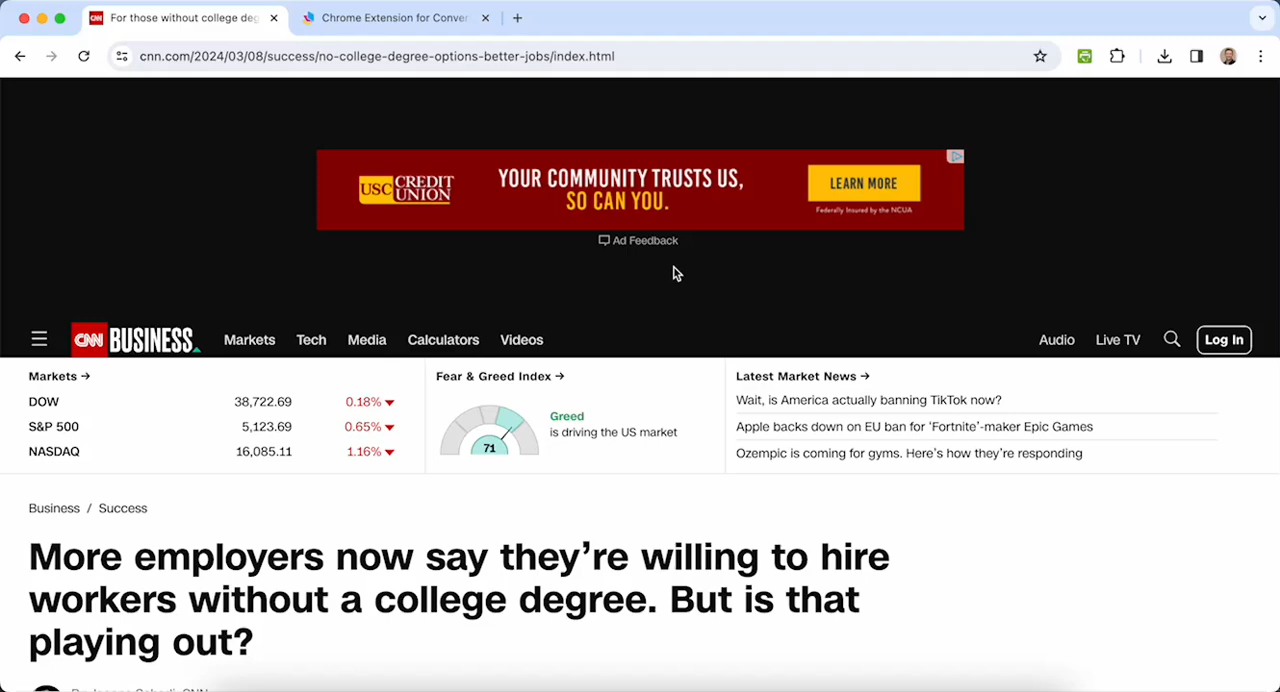 For those without college deg
Chrome Extension for Conver
cnn.com/2024/03/08/success/no-college-degree-options-better-jobs/index.html
USC CREDIT UNION
YOUR COMMUNITY TRUSTS US,
SO CAN YOU.
LEARN MORE
Federally Insured by the NCUA
Ad Feedback
CNN BUSINESS
Markets
Tech
Media
Calculators
Videos
Audio
Live TV
Log In
Markets →
DOW 38,722.69 0.18%
S&P 500 5,123.69 0.65%
NASDAQ 16,085.11 1.16%
Fear & Greed Index →
71
Greed
is driving the US market
Latest Market News →
Wait, is America actually banning TikTok now?
Apple backs down on EU ban for ‘Fortnite’-maker Epic Games
Ozempic is coming for gyms. Here’s how they’re responding
Business / Success
More employers now say they’re willing to hire
workers without a college degree. But is that
playing out?